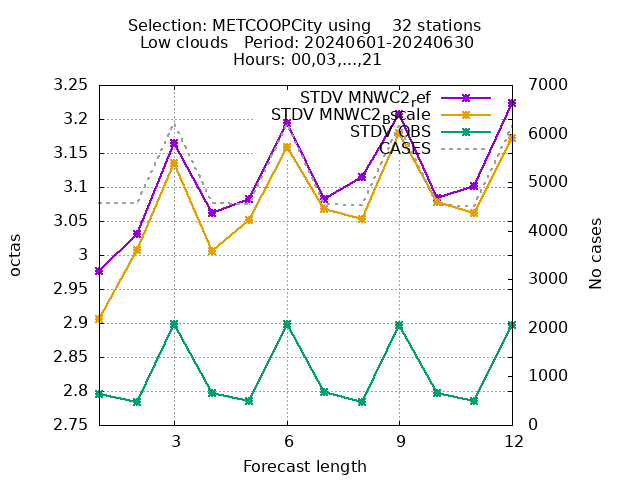 Selection: METCOOPCity using    32 stations
Low clouds   Period: 20240601-20240630
Hours: 00,03,...,21
STDV MNWC2ref
STDV MNWC2Bscale
STDV OBS
CASES
3.25
3.2
3.15
3.1
3.05
3
2.95
2.9
2.85
2.8
2.75
7000
6000
5000
4000
3000
2000
1000
0
octas
No cases
3 6 9 12
Forecast length